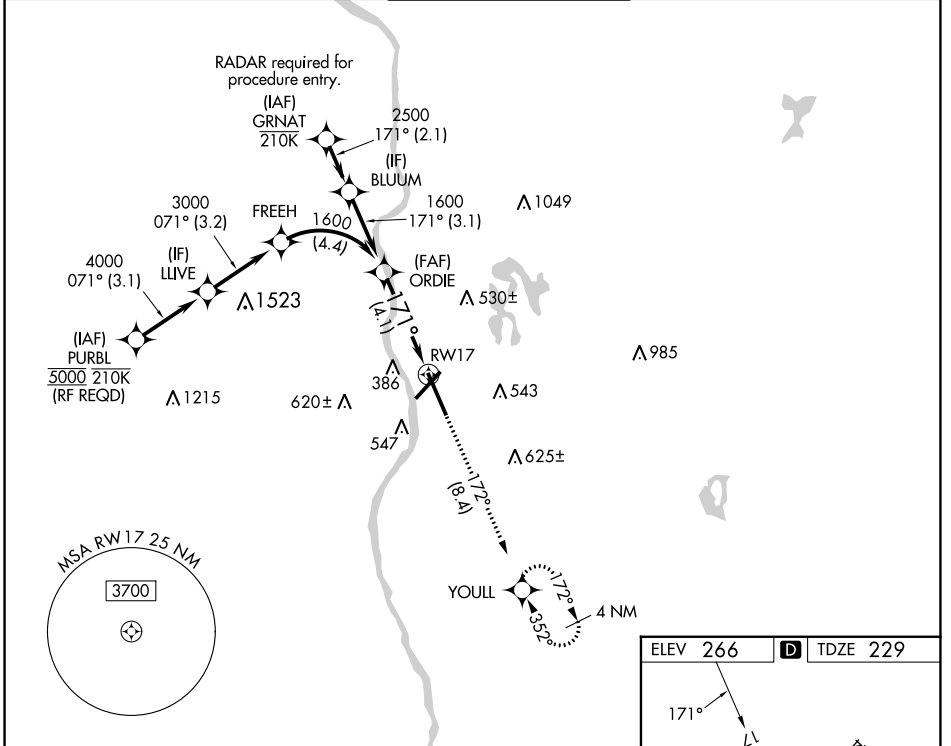 RADAR required for
procedure entry.
(IAF)
GRNAT
210K
2500
171° (2.1)
(IF)
BLUUM
1600
171° (3.1)
1049
3000
071° (3.2)
FREEH
1600
(4.4)
4000
071° (3.1)
(IF)
LLIVE
1523
(FAF)
ORDIE
530±
171°
(4.1)
(IAF)
PURBL
5000 210K
(RF REQD)
RW17
985
386
543
1215
620±
547
625±
172°
(8.4)
MSA RW17 25 NM
3700
YOULL
172°
352°
4 NM
ELEV 266
D
TDZE 229
171°
17